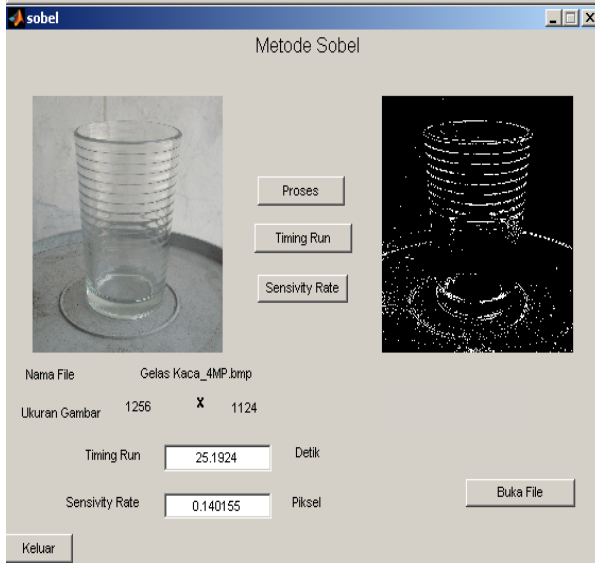 sobel
Metode Sobel
Proses
Timing Run
Sensivity Rate
Nama File Gelas Kaca_4MP.bmp
Ukuran Gambar 1256 X 1124
Timing Run 25.1924 Detik
Sensivity Rate 0.140155 Piksel
Buka File
Keluar